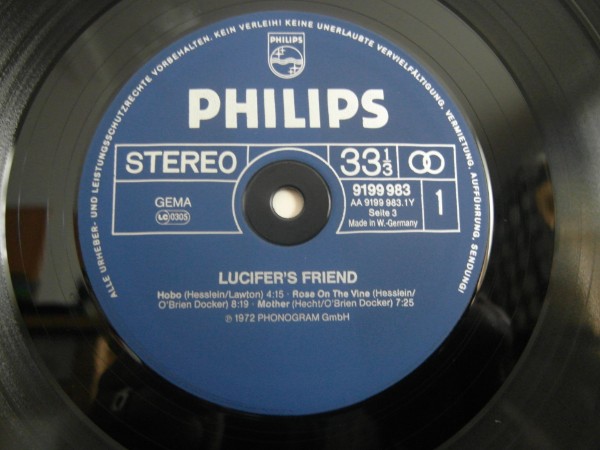 ALLE URHEBER- UND LEISTUNGSSCHUTZRECHTE VORBEHALTEN. KEIN VERLEIH! KEINE UNERLAUBTE VERVIELFÄLTIGUNG, VERMIETUNG, AUFFÜHRUNG, SENDUNG!
PHILIPS
PHILIPS
STEREO
33 1/3
GEMA
LC 0305
9199 983
AA 9199 983.1Y
Seite 3
Made in W.-Germany
1
LUCIFER'S FRIEND
Hobo (Hesslein/Lawton) 4:15 · Rose On The Vine (Hesslein/
O'Brien Docker) 8:19 · Mother (Hecht/O'Brien Docker) 7:25
℗ 1972 PHONOGRAM GmbH